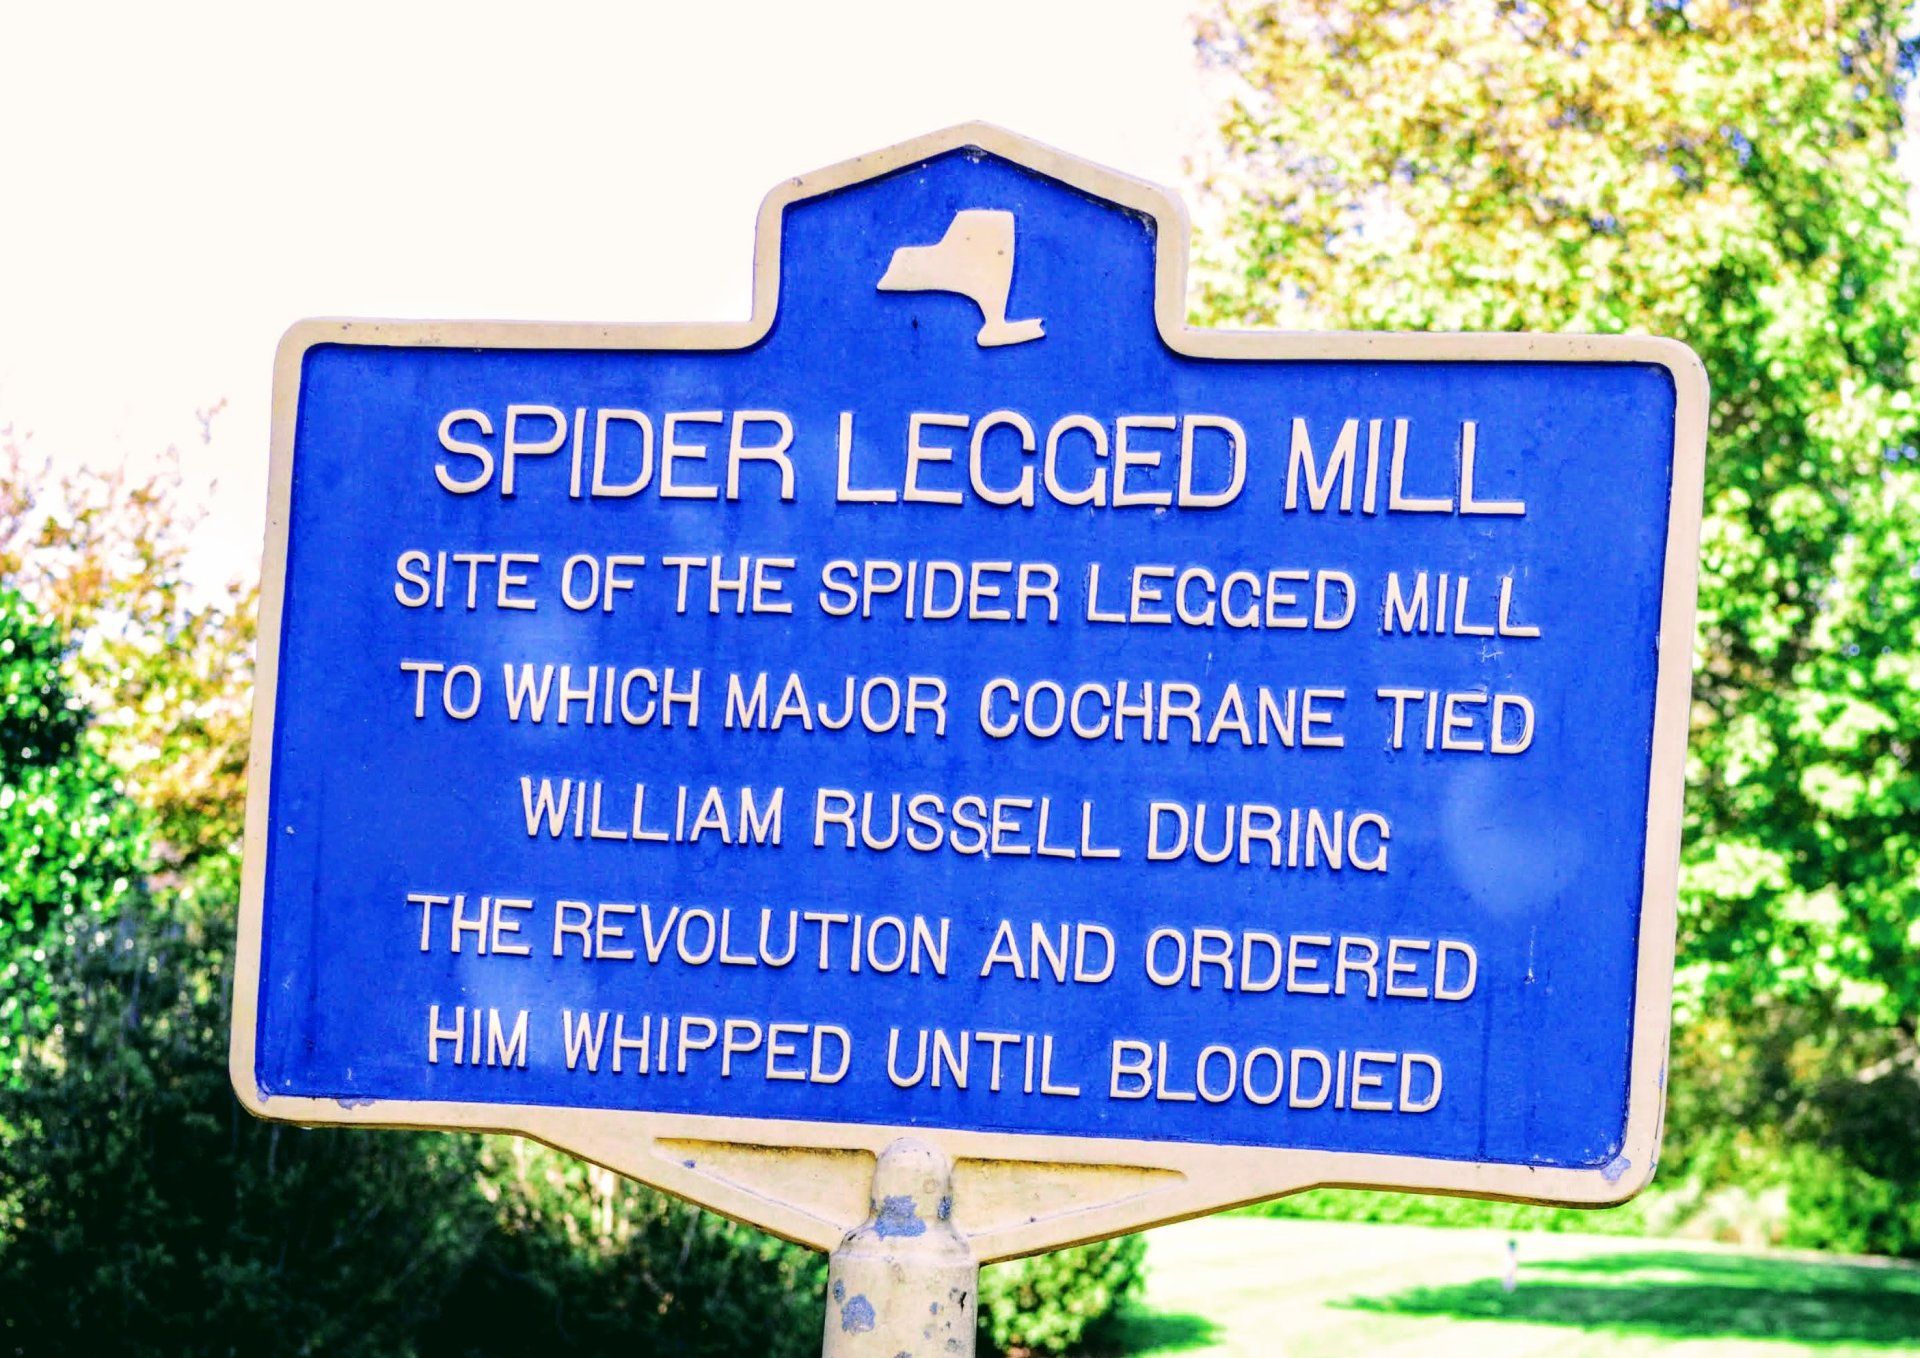 SPIDER LEGGED MILL
SITE OF THE SPIDER LEGGED MILL
TO WHICH MAJOR COCHRANE TIED
WILLIAM RUSSELL DURING
THE REVOLUTION AND ORDERED
HIM WHIPPED UNTIL BLOODIED